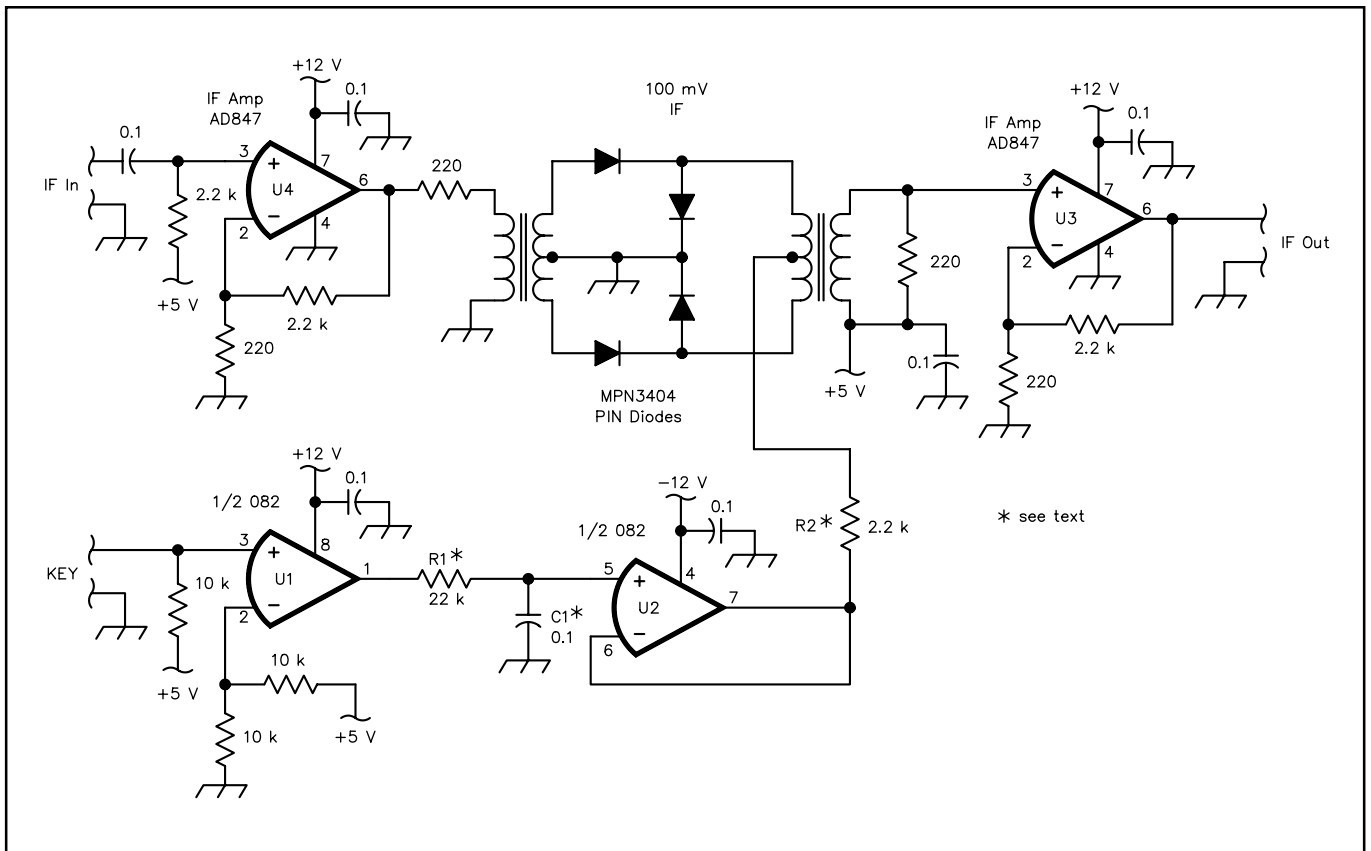 +12 V
0.1
IF Amp
AD847
0.1
3
+
7
U4
6
220
IF In
2.2 k
−
2
4
+5 V
2.2 k
220
100 mV
IF
MPN3404
PIN Diodes
+12 V
0.1
IF Amp
AD847
3
+
7
U3
6
220
−
2
4
IF Out
2.2 k
0.1
+5 V
220
+12 V
0.1
1/2 082
3
+
8
KEY
U1
1
R1*
22 k
10 k
−
2
+5 V
10 k
+5 V
10 k
C1*
0.1
−12 V
0.1
1/2 082
5
+
4
U2
7
−
6
R2*
2.2 k
* see text